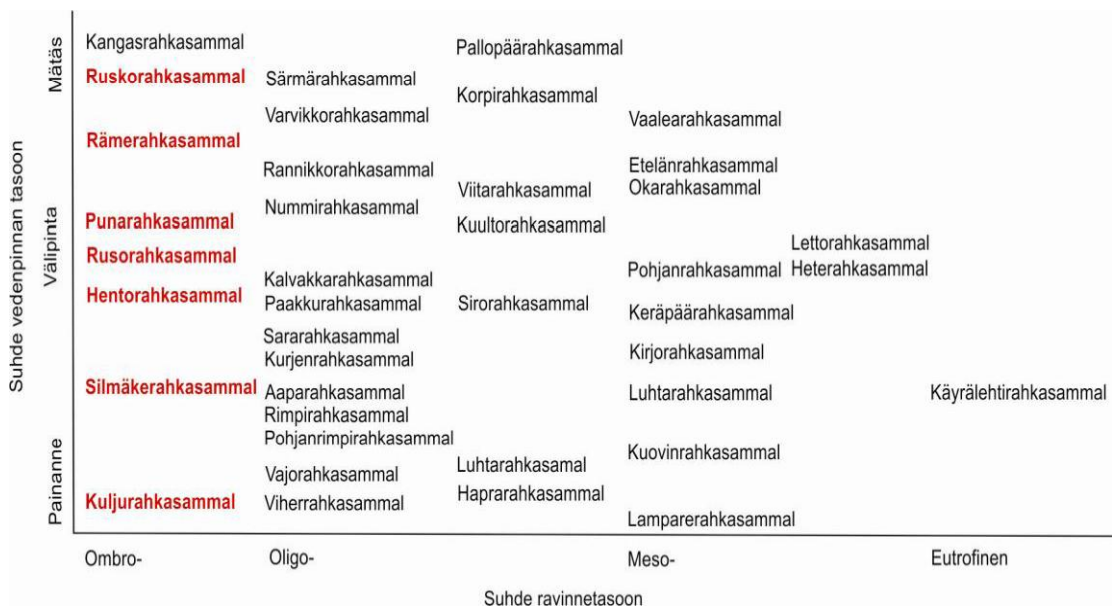 Suhde vedenpinnan tasoon
Mätäs
Välipinta
Painanne
Kangasrahkasammal
Ruskorahkasammal
Rämerahkasammal
Punarahkasammal
Rusorahkasammal
Hentorahkasammal
Silmäkerahkasammal
Kuljurahkasammal
Särmärahkasammal
Varvikkorahkasammal
Rannikkorahkasammal
Nummirahkasammal
Kalvakkarahkasammal
Paakkurahkasammal
Sararahkasammal
Kurjenrahkasammal
Aaparahkasammal
Rimpirahkasammal
Pohjanrimpirahkasammal
Vajorahkasammal
Viherrahkasammal
Pallopäärahkasammal
Korpirahkasammal
Viitarahkasammal
Kuultorahkasammal
Sirorahkasammal
Luhtarahkasamal
Haprarahkasammal
Vaalearahkasammal
Etelänrahkasammal
Okarahkasammal
Pohjanrahkasammal
Keräpäärahkasammal
Kirjorahkasammal
Luhtarahkasammal
Kuovinrahkasammal
Lamparerahkasammal
Lettorahkasammal
Heterahkasammal
Käyrälehtirahkasammal
Ombro-
Oligo-
Meso-
Eutrofinen
Suhde ravinnetasoon